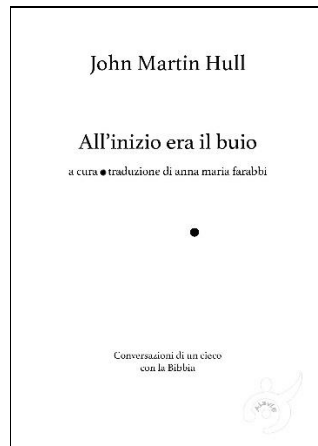 John Martin Hull
All'inizio era il buio
a cura ● traduzione di anna maria farabbi
Conversazioni di un cieco
con la Bibbia